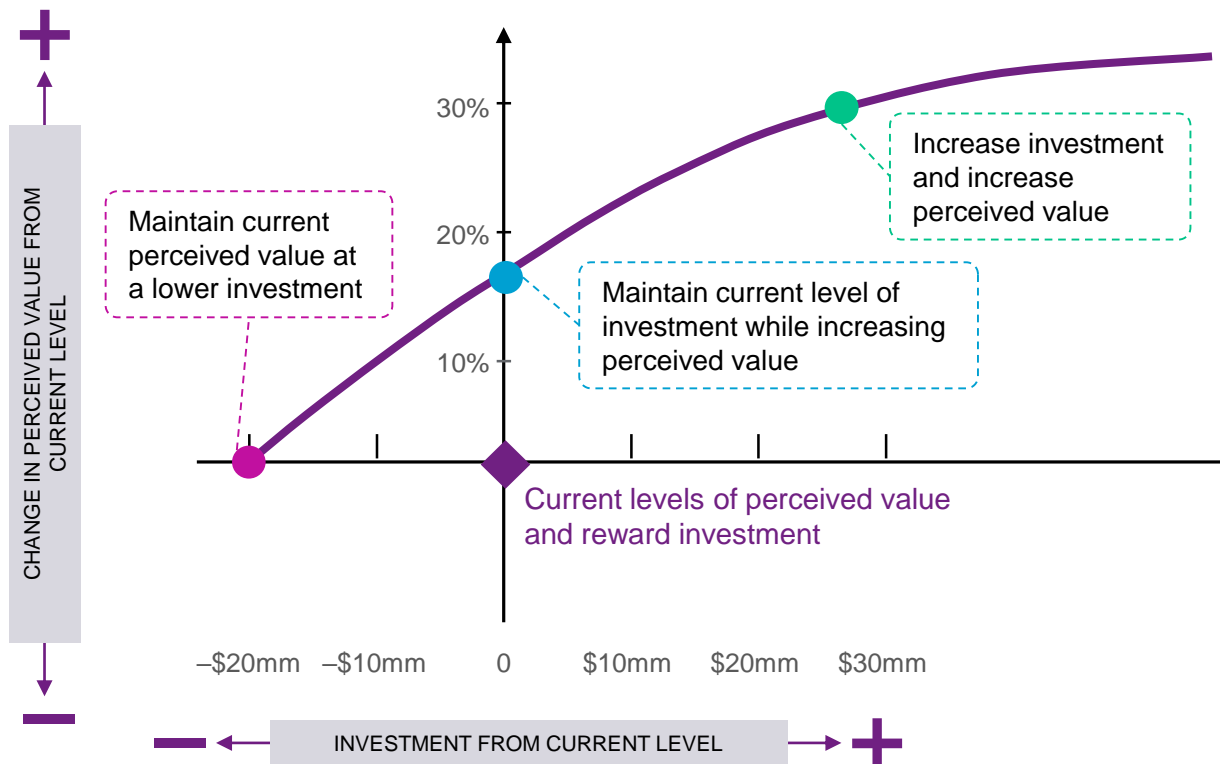 30%
20%
10%
Maintain current
perceived value at
a lower investment
Increase investment
and increase
perceived value
Maintain current level of
investment while increasing
perceived value
Current levels of perceived value
and reward investment
CHANGE IN PERCEIVED VALUE FROM
CURRENT LEVEL
–$20mm –$10mm 0 $10mm $20mm $30mm
INVESTMENT FROM CURRENT LEVEL